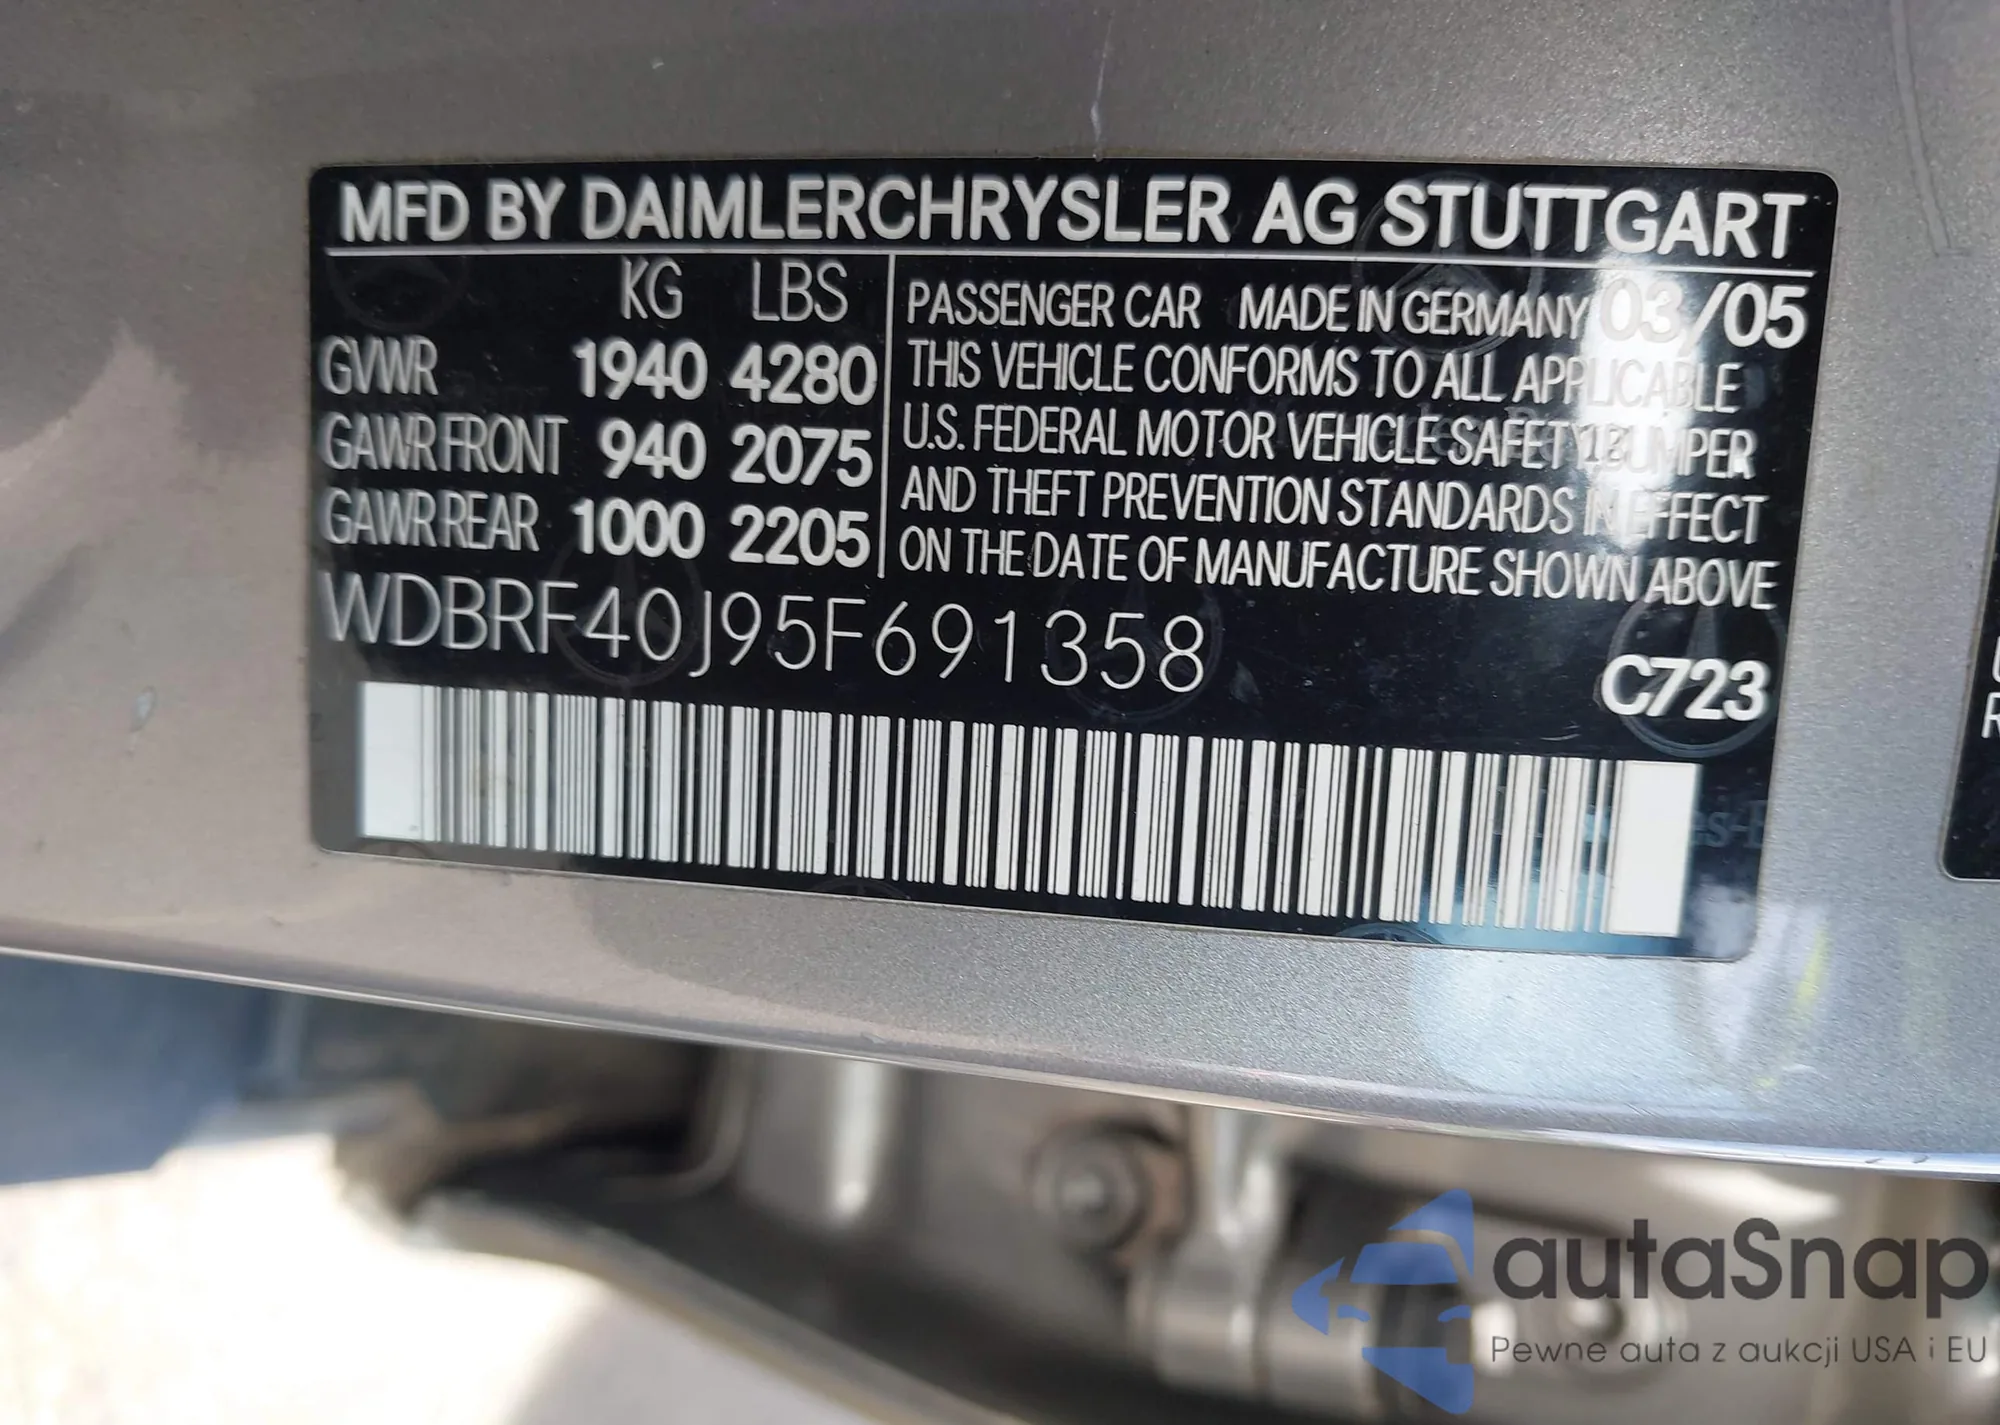 MFD BY DAIMLERCHRYSLER AG STUTTGART
KG LBS
GVWR 1940 4280
GAWR FRONT 940 2075
GAWR REAR 1000 2205
PASSENGER CAR MADE IN GERMANY 03/05
THIS VEHICLE CONFORMS TO ALL APPLICABLE
U.S. FEDERAL MOTOR VEHICLE SAFETY BUMPER
AND THEFT PREVENTION STANDARDS IN EFFECT
ON THE DATE OF MANUFACTURE SHOWN ABOVE
WDBRF40J95F691358
C723
autaSnap
Pewne auta z aukcji USA i EU